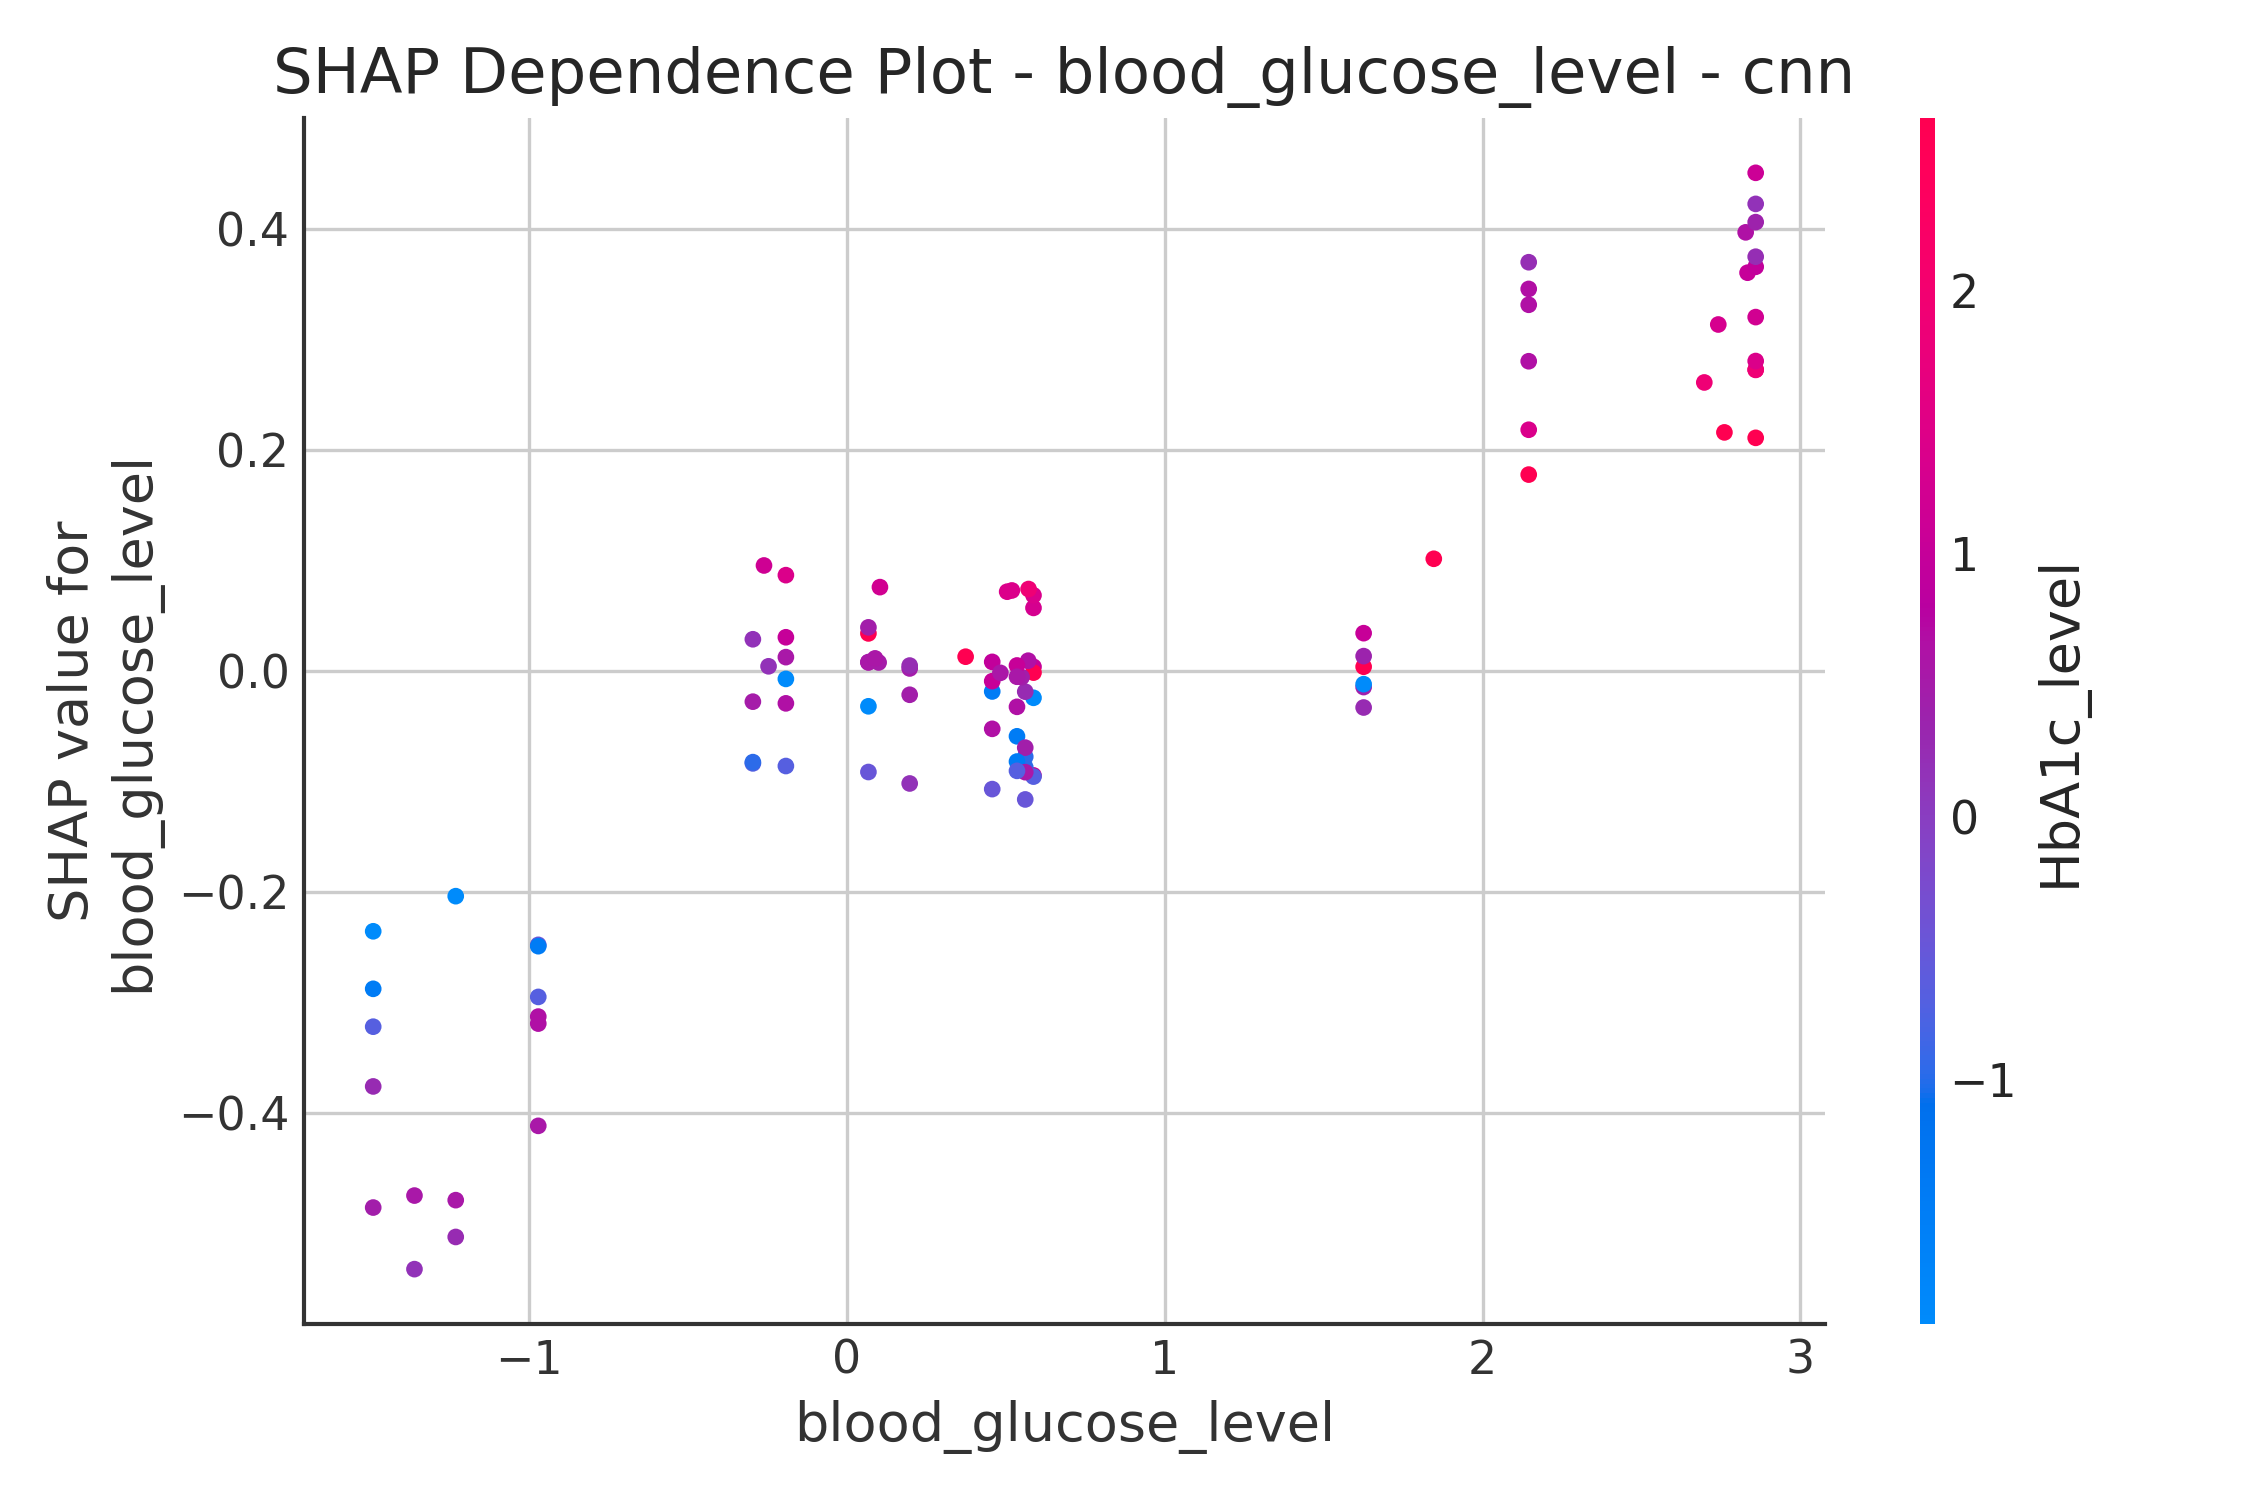 SHAP Dependence Plot - blood_glucose_level - cnn
SHAP value for
blood_glucose_level
0.4
0.2
0.0
−0.2
−0.4
−1
0
1
2
3
blood_glucose_level
2
1
0
−1
HbA1c_level